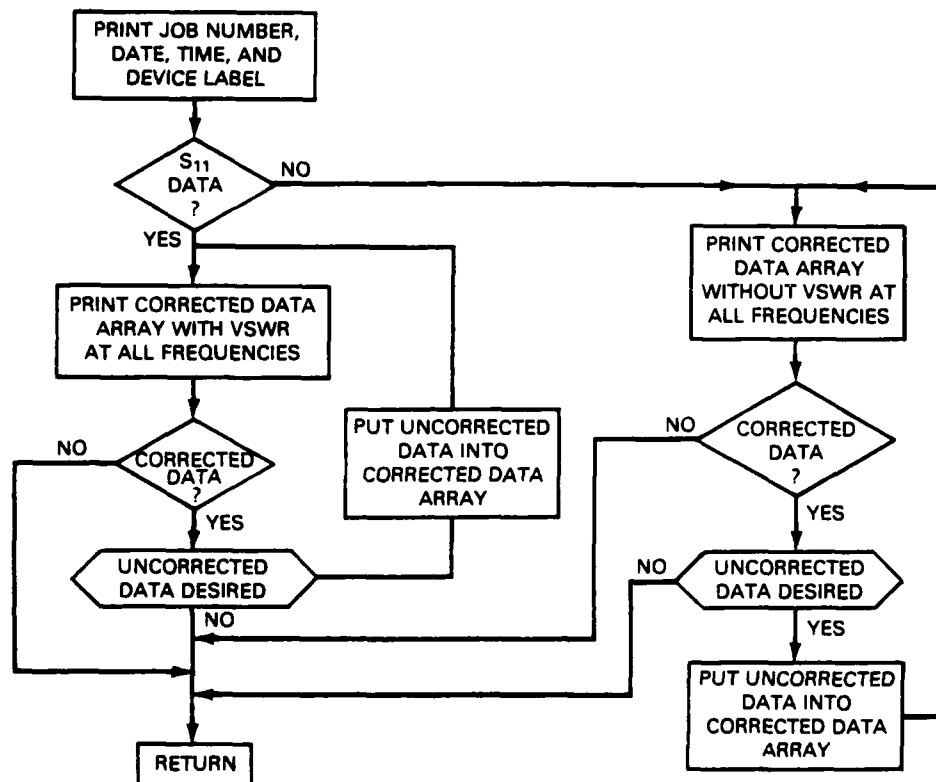 PRINT JOB NUMBER,
DATE, TIME, AND
DEVICE LABEL
S11
DATA
?
NO
YES
PRINT CORRECTED DATA
ARRAY WITH VSWR
AT ALL FREQUENCIES
NO
CORRECTED
DATA
?
YES
UNCORRECTED
DATA DESIRED
NO
PUT UNCORRECTED
DATA INTO
CORRECTED DATA
ARRAY
PRINT CORRECTED
DATA ARRAY
WITHOUT VSWR AT
ALL FREQUENCIES
NO
CORRECTED
DATA
?
YES
NO
UNCORRECTED
DATA DESIRED
YES
PUT UNCORRECTED
DATA INTO
CORRECTED DATA
ARRAY
RETURN